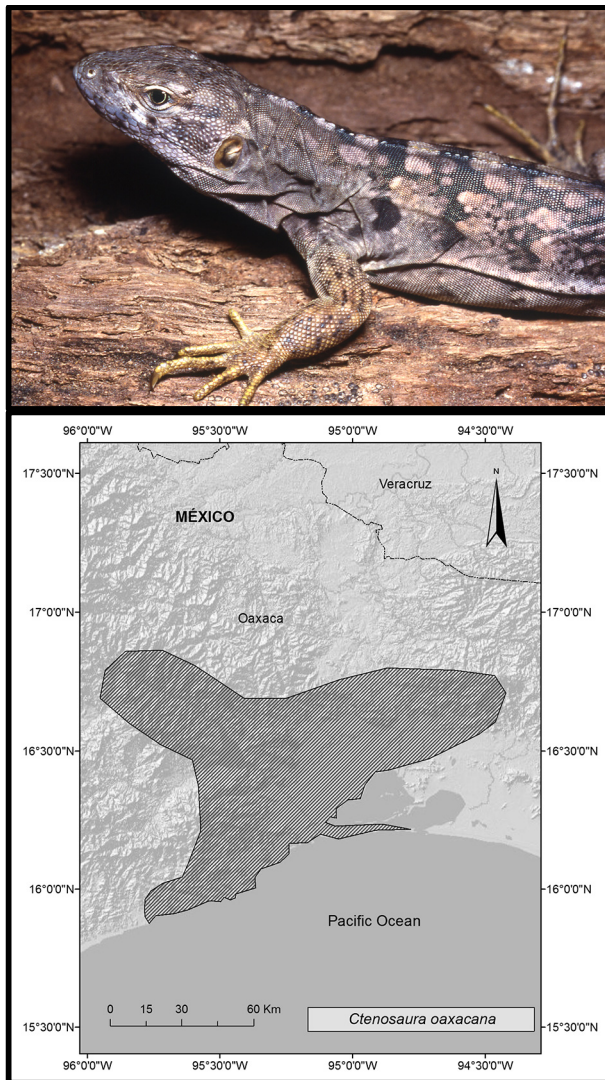 96°0'0"W 95°30'0"W 95°0'0"W 94°30'0"W
17°30'0"N 17°30'0"N
Veracruz
N
MÉXICO
17°0'0"N 17°0'0"N
Oaxaca
16°30'0"N 16°30'0"N
16°0'0"N 16°0'0"N
Pacific Ocean
0 15 30 60 Km
Ctenosaura oaxacana
15°30'0"N 15°30'0"N
96°0'0"W 95°30'0"W 95°0'0"W 94°30'0"W